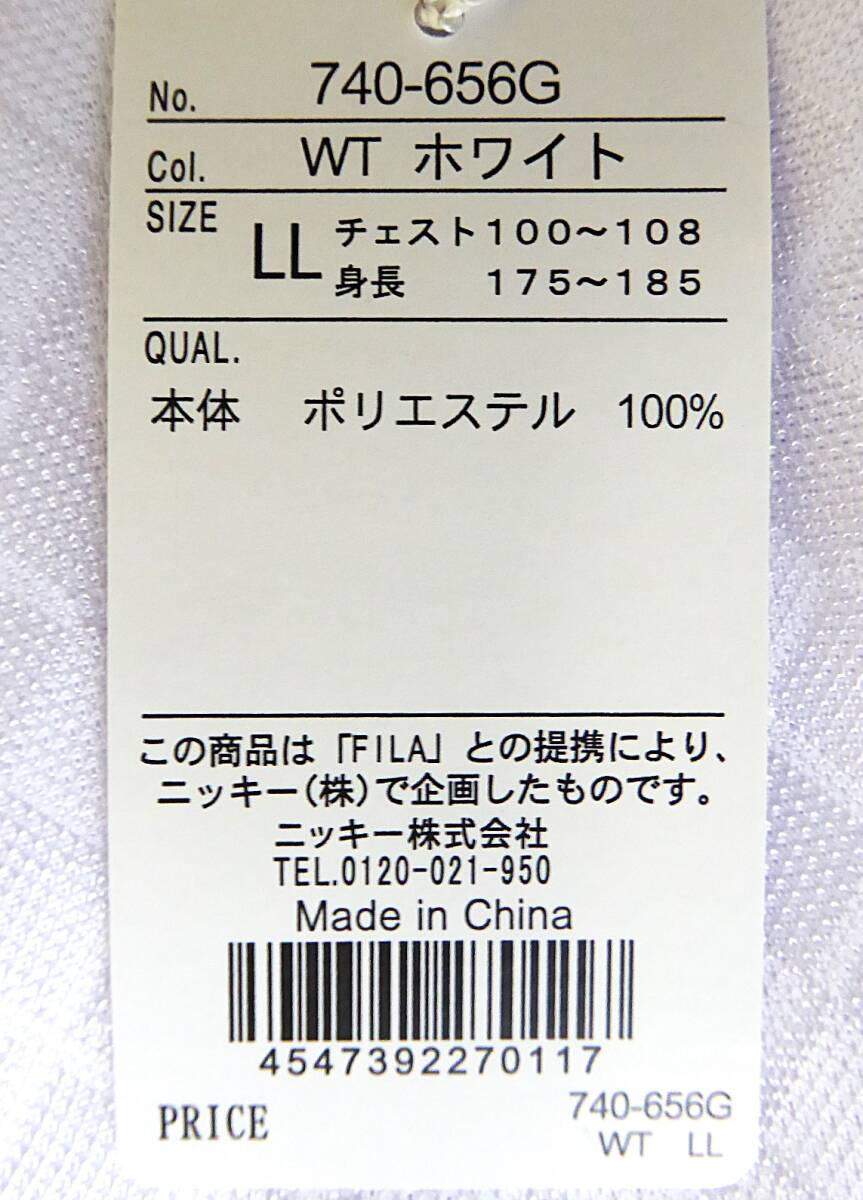 No. 740-656G
Col. WT ホワイト
SIZE LL チェスト100～108
身長 175～185
QUAL.
本体 ポリエステル 100%
この商品は「FILA」との提携により、
ニッキー(株)で企画したものです。
ニッキー株式会社
TEL.0120-021-950
Made in China
4547392270117
PRICE 740-656G
WT LL